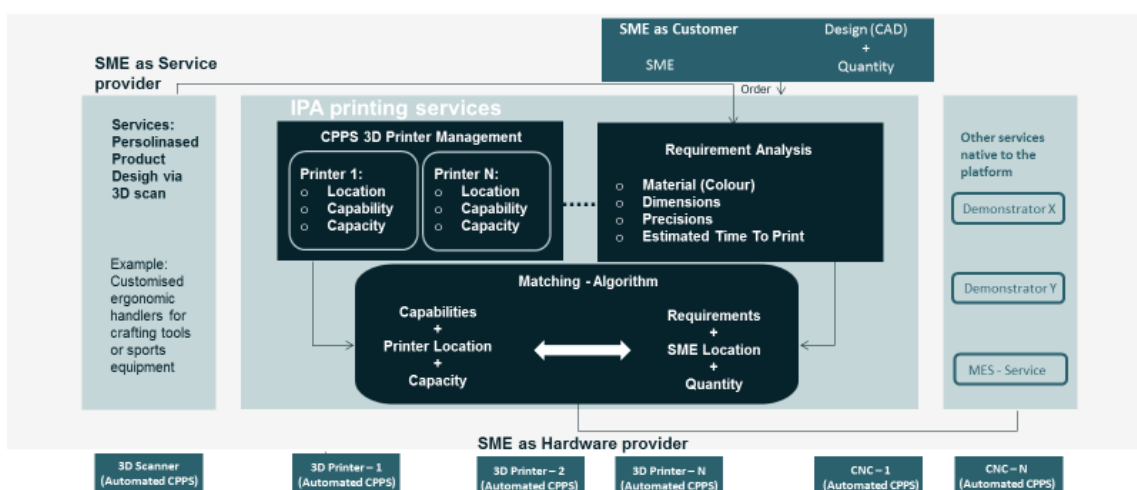 SME as Customer
SME
Design (CAD)
+
Quantity
SME as Service
provider
Order
Services:
Persolinased
Product
Desigh via
3D scan
Example:
Customised
ergonomic
handlers for
crafting tools
or sports
equipment
IPA printing services
CPPS 3D Printer Management
Printer 1:
o Location
o Capability
o Capacity
Printer N:
o Location
o Capability
o Capacity
Requirement Analysis
o Material (Colour)
o Dimensions
o Precisions
o Estimated Time To Print
Matching - Algorithm
Capabilities
+
Printer Location
+
Capacity
Requirements
+
SME Location
+
Quantity
Other services
native to the
platform
Demonstrator X
Demonstrator Y
MES - Service
SME as Hardware provider
3D Scanner
(Automated CPPS)
3D Printer – 1
(Automated CPPS)
3D Printer – 2
(Automated CPPS)
3D Printer – N
(Automated CPPS)
CNC – 1
(Automated CPPS)
CNC – N
(Automated CPPS)